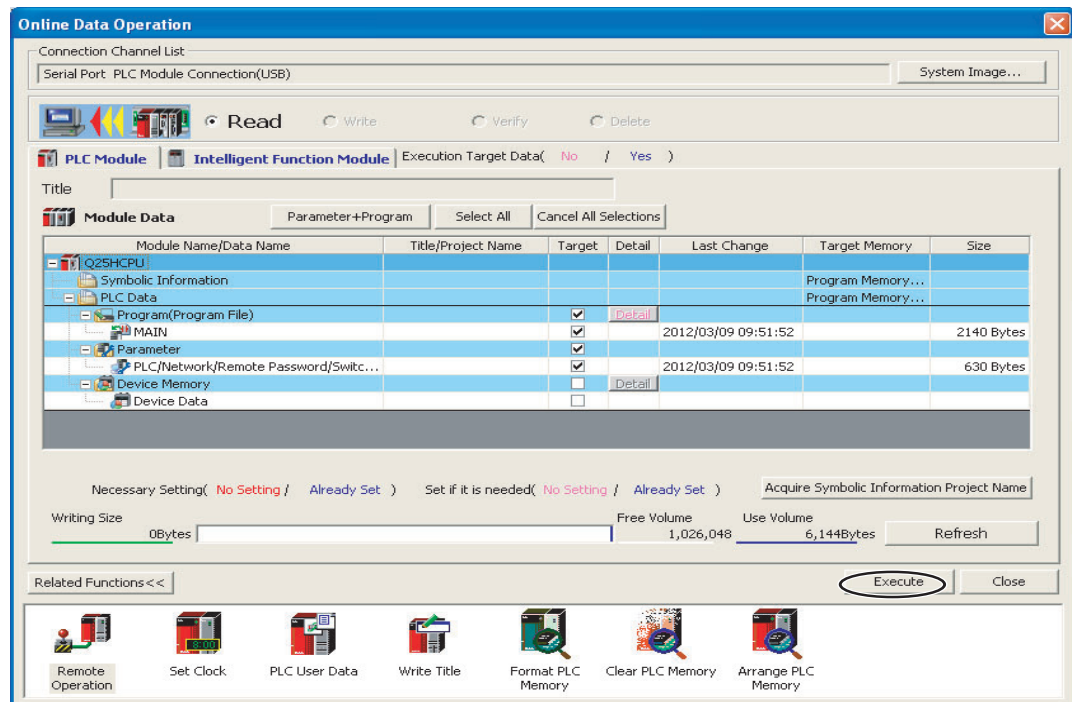 Online Data Operation
Connection Channel List
Serial Port PLC Module Connection(USB)
System Image...
Read Write Verify Delete
PLC Module Intelligent Function Module Execution Target Data( No / Yes )
Title
Module Data Parameter+Program Select All Cancel All Selections
Module Name/Data Name Title/Project Name Target Detail Last Change Target Memory Size
Q25HCPU
Symbolic Information Program Memory...
PLC Data Program Memory...
Program(Program File) Detail
MAIN 2012/03/09 09:51:52 2140 Bytes
Parameter
PLC/Network/Remote Password/Switc... 2012/03/09 09:51:52 630 Bytes
Device Memory Detail
Device Data
Necessary Setting( No Setting / Already Set ) Set if it is needed( No Setting / Already Set ) Acquire Symbolic Information Project Name
Writing Size Free Volume Use Volume
0Bytes 1,026,048 6,144Bytes Refresh
Related Functions<< Execute Close
8:00
Remote Operation Set Clock PLC User Data Write Title Format PLC Memory Clear PLC Memory Arrange PLC Memory